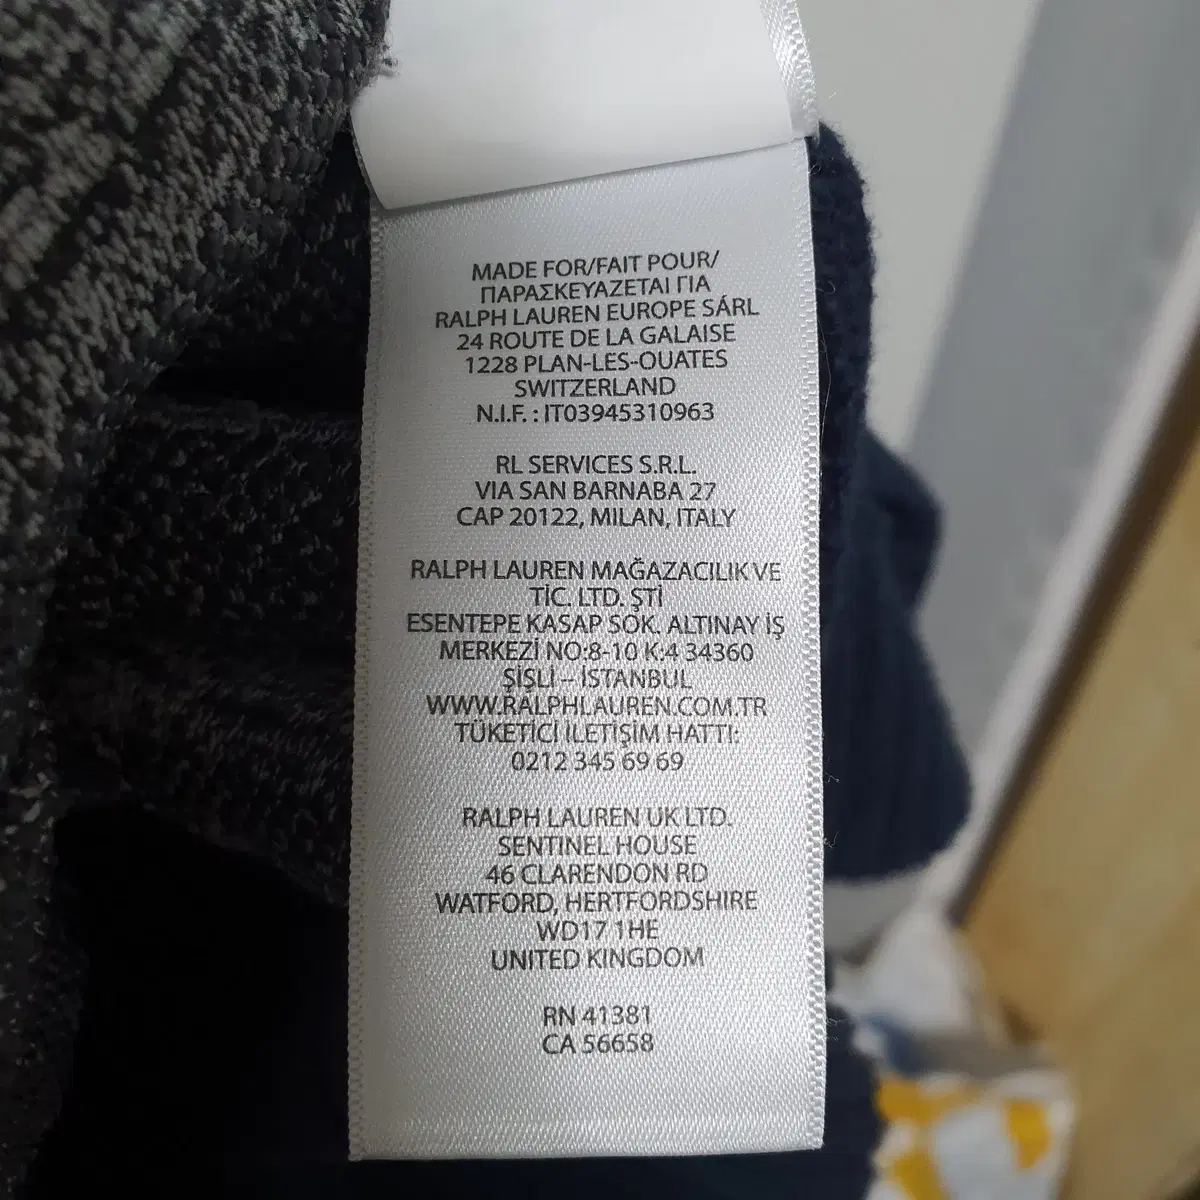 MADE FOR/FAIT POUR/
ΠΑΡΑΣΚΕΥΑΖΕΤΑΙ ΓΙΑ
RALPH LAUREN EUROPE SÁRL
24 ROUTE DE LA GALAISE
1228 PLAN-LES-OUATES
SWITZERLAND
N.I.F. : IT03945310963
RL SERVICES S.R.L.
VIA SAN BARNABA 27
CAP 20122, MILAN, ITALY
RALPH LAUREN MAĞAZACILIK VE
TİC. LTD. ŞTİ
ESENTEPE KASAP SOK. ALTINAY İŞ
MERKEZİ NO:8-10 K:4 34360
ŞİŞLİ – İSTANBUL
WWW.RALPHLAUREN.COM.TR
TÜKETİCİ İLETİŞİM HATTI:
0212 345 69 69
RALPH LAUREN UK LTD.
SENTINEL HOUSE
46 CLARENDON RD
WATFORD, HERTFORDSHIRE
WD17 1HE
UNITED KINGDOM
RN 41381
CA 56658